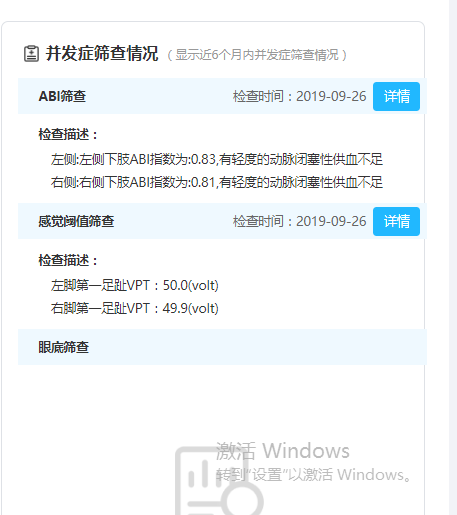 并发症筛查情况（显示近6个月内并发症筛查情况）
ABI筛查 检查时间：2019-09-26 详情
检查描述：
左侧:左侧下肢ABI指数为:0.83,有轻度的动脉闭塞性供血不足
右侧:右侧下肢ABI指数为:0.81,有轻度的动脉闭塞性供血不足
感觉阈值筛查 检查时间：2019-09-26 详情
检查描述：
左脚第一足趾VPT：50.0(volt)
右脚第一足趾VPT：49.9(volt)
眼底筛查
激活 Windows
转到"设置"以激活 Windows。